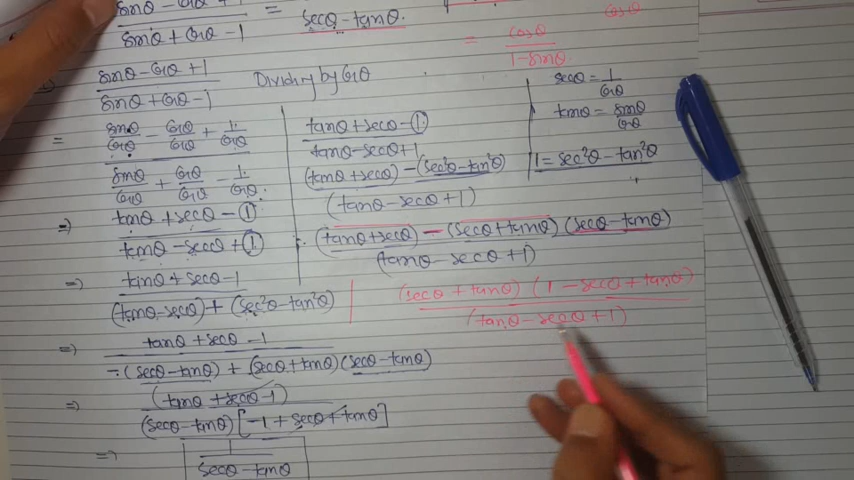 sinθ - cosθ + 1 / sinθ + cosθ - 1 = secθ - tanθ.
sinθ - cosθ + 1 / sinθ + cosθ - 1 Dividing by cosθ
= sinθ/cosθ - cosθ/cosθ + 1/cosθ
sinθ/cosθ + cosθ/cosθ - 1/cosθ.
⇒ tanθ + secθ - 1 / tanθ - secθ + 1
⇒ tanθ + secθ - 1 / (tanθ - secθ) + (sec²θ - tan²θ)
⇒ tanθ + secθ - 1 / -(secθ - tanθ) + (secθ + tanθ)(secθ - tanθ)
⇒ (tanθ + secθ - 1) / (secθ - tanθ)[-1 + secθ + tanθ]
⇒ 1 / secθ - tanθ
tanθ + secθ - 1 / tanθ - secθ + 1
(tanθ + secθ) - (sec²θ - tan²θ) / (tanθ - secθ + 1)
(tanθ + secθ) - (secθ + tanθ)(secθ - tanθ) / (tanθ - secθ + 1)
(secθ + tanθ)(1 - secθ + tanθ) / (tanθ - secθ + 1)
cosθ
= cosθ / 1 - sinθ.
secθ = 1/cosθ
tanθ = sinθ/cosθ
1 = sec²θ - tan²θ